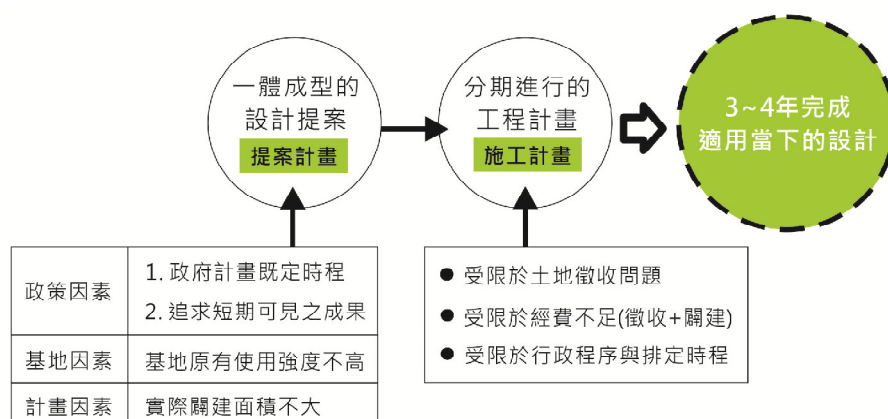 一體成型的
設計提案
提案計畫
分期進行的
工程計畫
施工計畫
3~4年完成
適用當下的設計
政策因素
1. 政府計畫既定時程
2. 追求短期可見之成果
基地因素
基地原有使用強度不高
計畫因素
實際闢建面積不大
● 受限於土地徵收問題
● 受限於經費不足(徵收+闢建)
● 受限於行政程序與排定時程